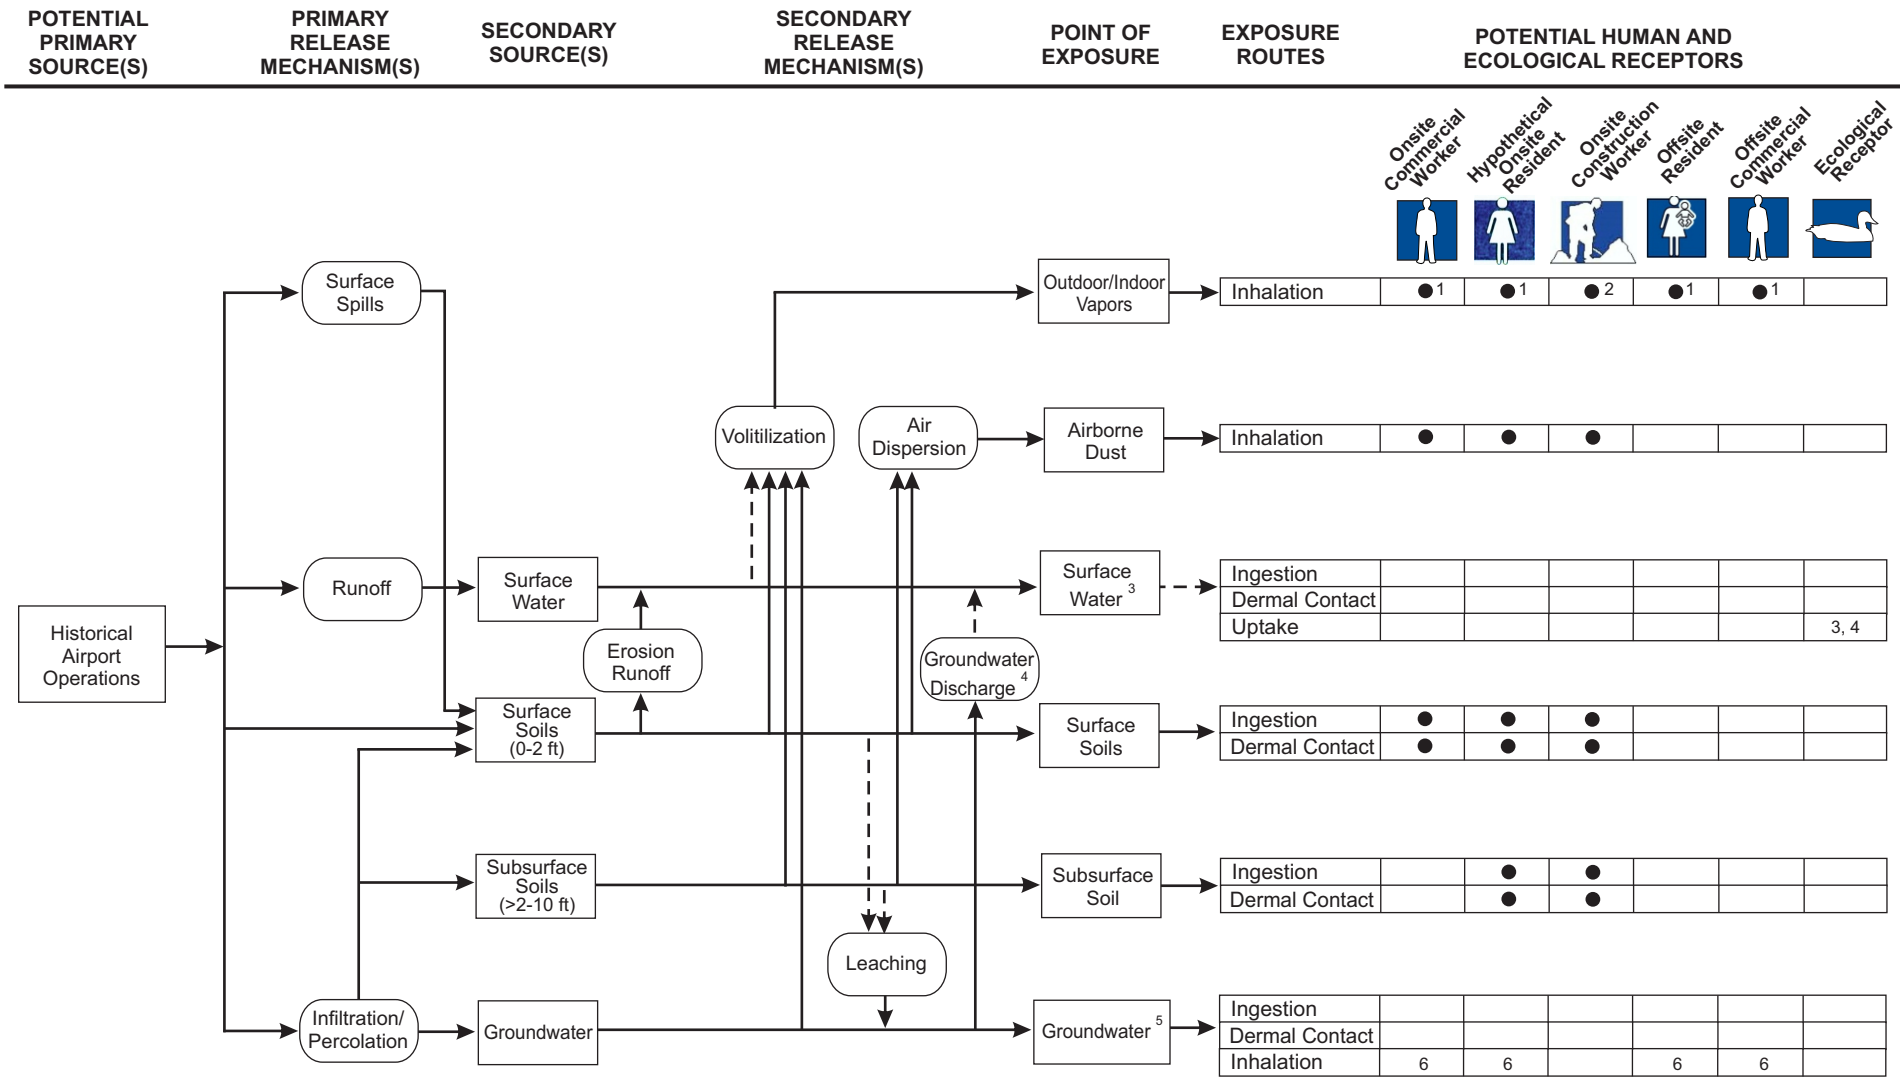 POTENTIAL
PRIMARY
SOURCE(S)
PRIMARY
RELEASE
MECHANISM(S)
SECONDARY
SOURCE(S)
SECONDARY
RELEASE
MECHANISM(S)
POINT OF
EXPOSURE
EXPOSURE
ROUTES
POTENTIAL HUMAN AND
ECOLOGICAL RECEPTORS
Onsite
Commercial
Worker
Hypothetical
Onsite
Resident
Onsite
Construction
Worker
Offsite
Resident
Offsite
Commercial
Worker
Ecological
Receptor
Surface
Spills
Outdoor/Indoor
Vapors
Inhalation ●1 ●1 ●2 ●1 ●1
Volitilization
Air
Dispersion
Airborne
Dust
Inhalation ● ● ●
Runoff
Surface
Water
Surface
Water 3
Ingestion
Dermal Contact
Uptake 3, 4
Historical
Airport
Operations
Erosion
Runoff
Groundwater
Discharge 4
Surface
Soils
(0-2 ft)
Surface
Soils
Ingestion ● ● ●
Dermal Contact ● ● ●
Subsurface
Soils
(>2-10 ft)
Subsurface
Soil
Ingestion ● ●
Dermal Contact ● ●
Leaching
Infiltration/
Percolation
Groundwater
Groundwater 5
Ingestion
Dermal Contact
Inhalation 6 6 6 6